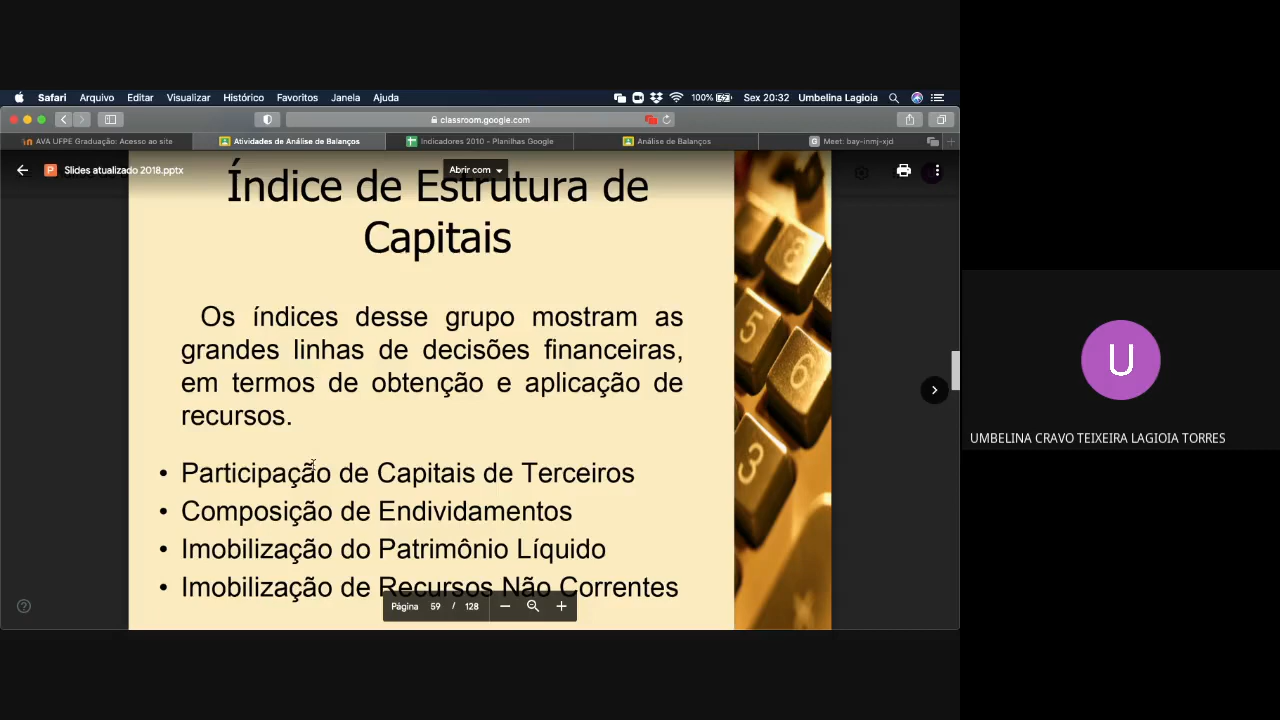 Safari Arquivo Editar Visualizar Histórico Favoritos Janela Ajuda 100% Sex 20:32 Umbelina Lagioia
classroom.google.com
AVA UFPE Graduação: Acesso ao site Atividades de Análise de Balanços Indicadores 2010 - Planilhas Google Análise de Balanços Meet: bay-inmj-xjd
Slides atualizado 2018.pptx Abrir com
Índice de Estrutura de
Capitais
Os índices desse grupo mostram as
grandes linhas de decisões financeiras,
em termos de obtenção e aplicação de
recursos.
• Participação de Capitais de Terceiros
• Composição de Endividamentos
• Imobilização do Patrimônio Líquido
• Imobilização de Recursos Não Correntes
Página 59 / 128
8
5
6
3
U
UMBELINA CRAVO TEIXEIRA LAGIOIA TORRES